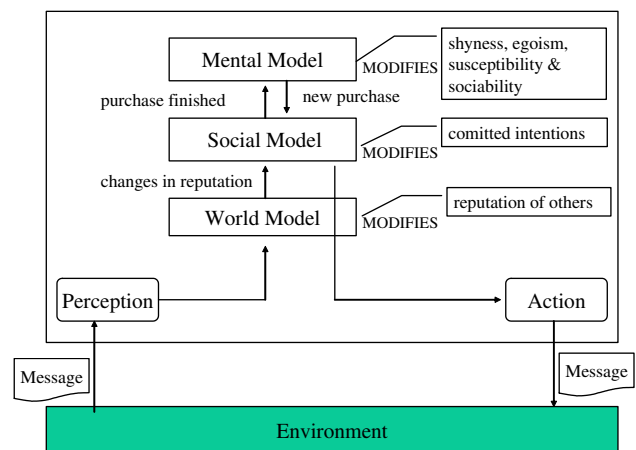 Mental Model
MODIFIES
shyness, egoism,
susceptibility &
sociability
purchase finished
new purchase
Social Model
MODIFIES
comitted intentions
changes in reputation
World Model
MODIFIES
reputation of others
Perception
Action
Message
Message
Environment